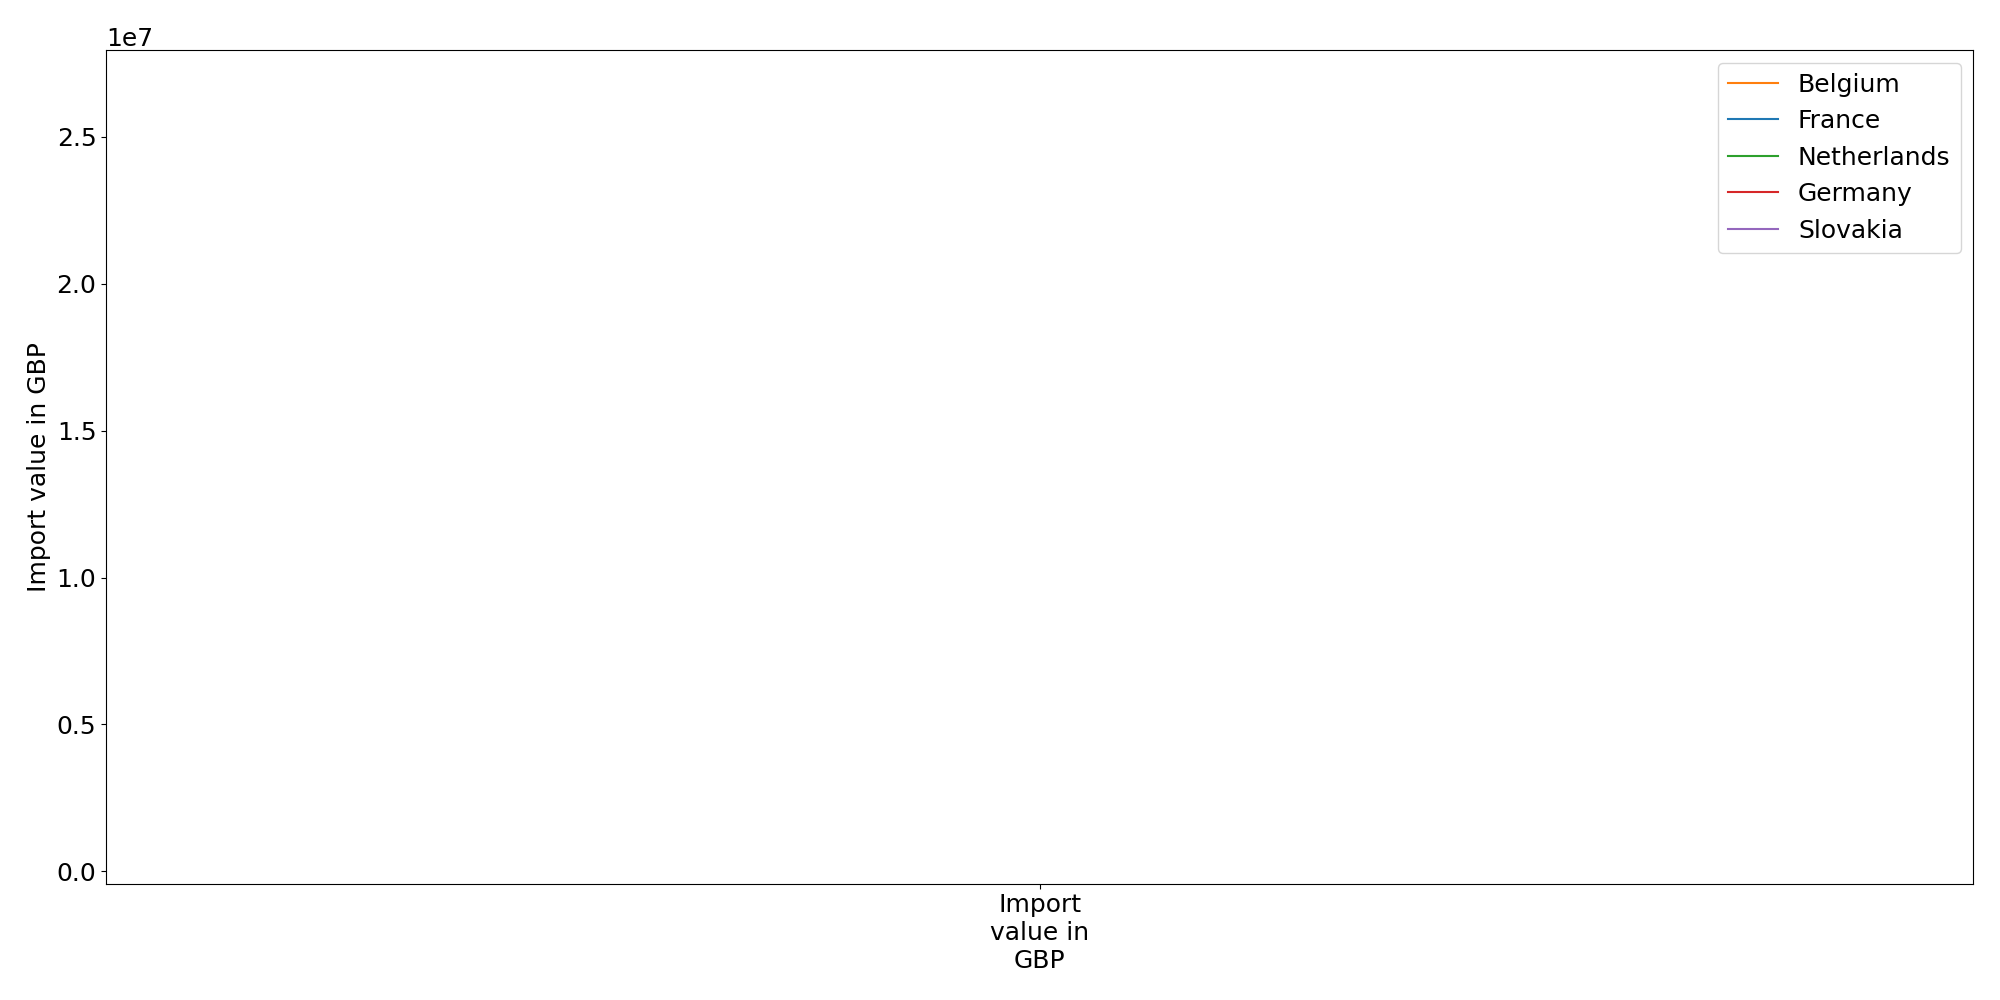 1e7
2.5
2.0
1.5
1.0
0.5
0.0
Import value in GBP
Import
value in
GBP
Belgium
France
Netherlands
Germany
Slovakia